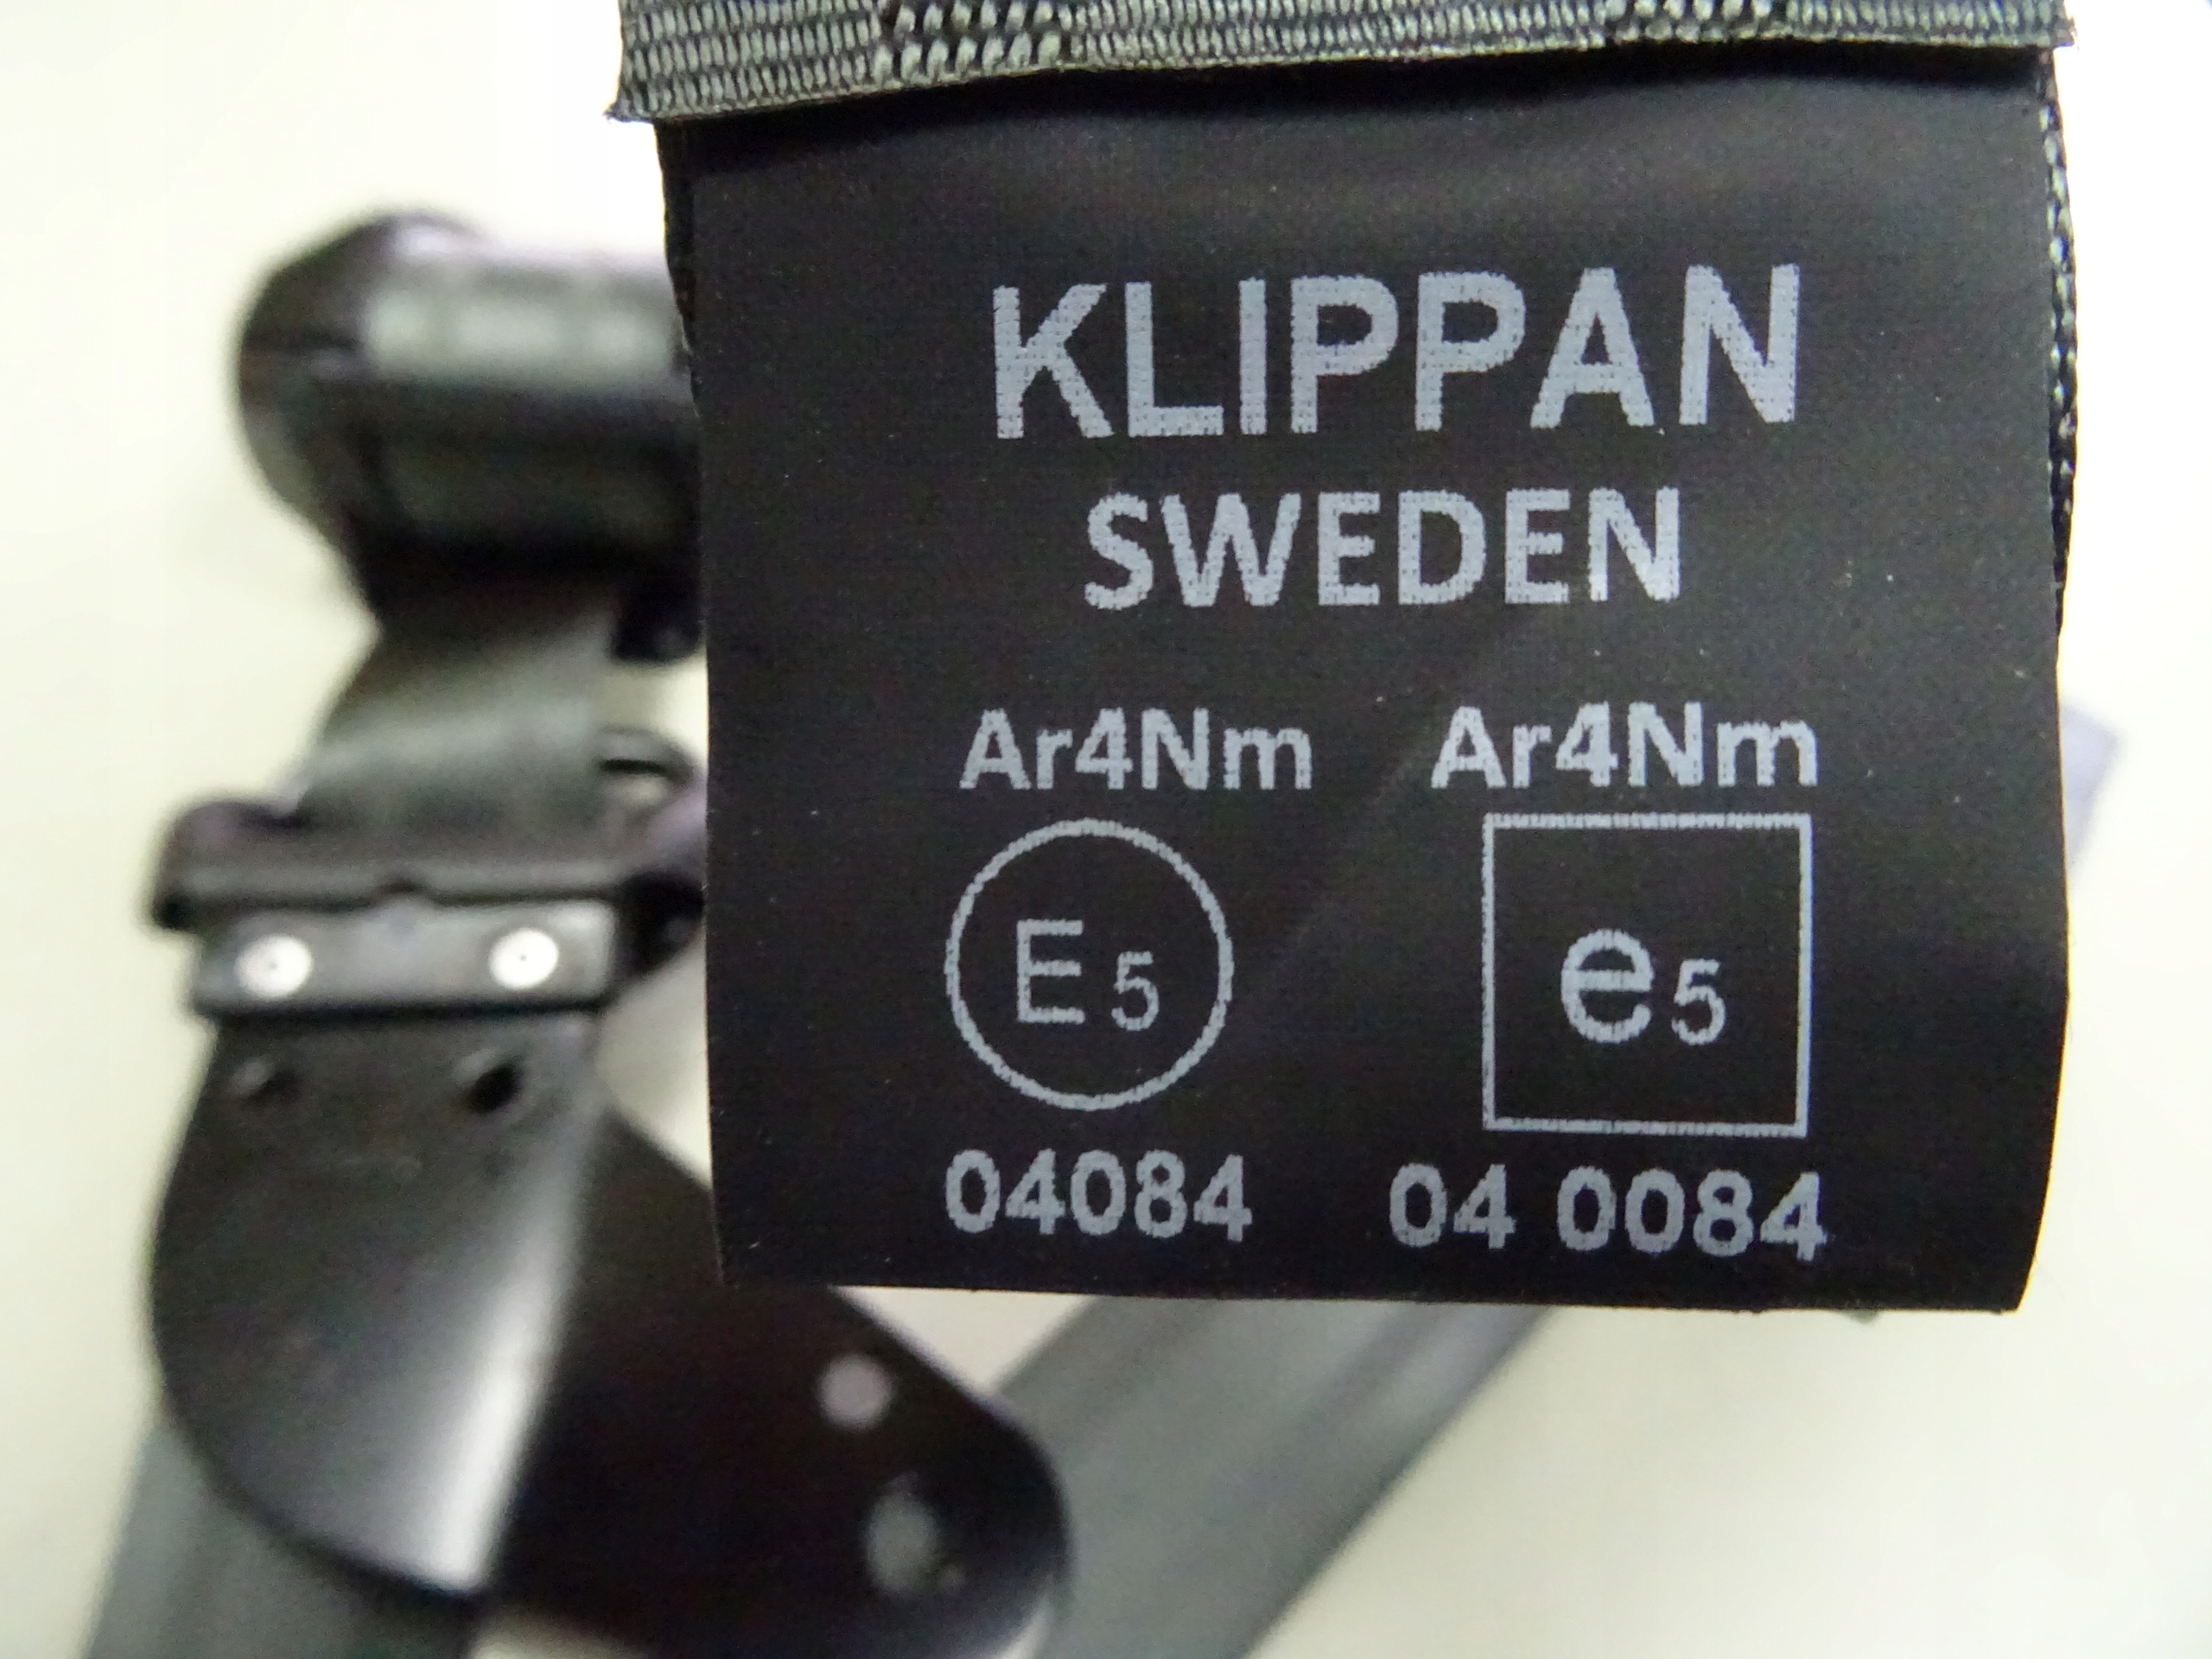 KLIPPAN
SWEDEN
Ar4Nm Ar4Nm
E5 e5
04084 04 0084